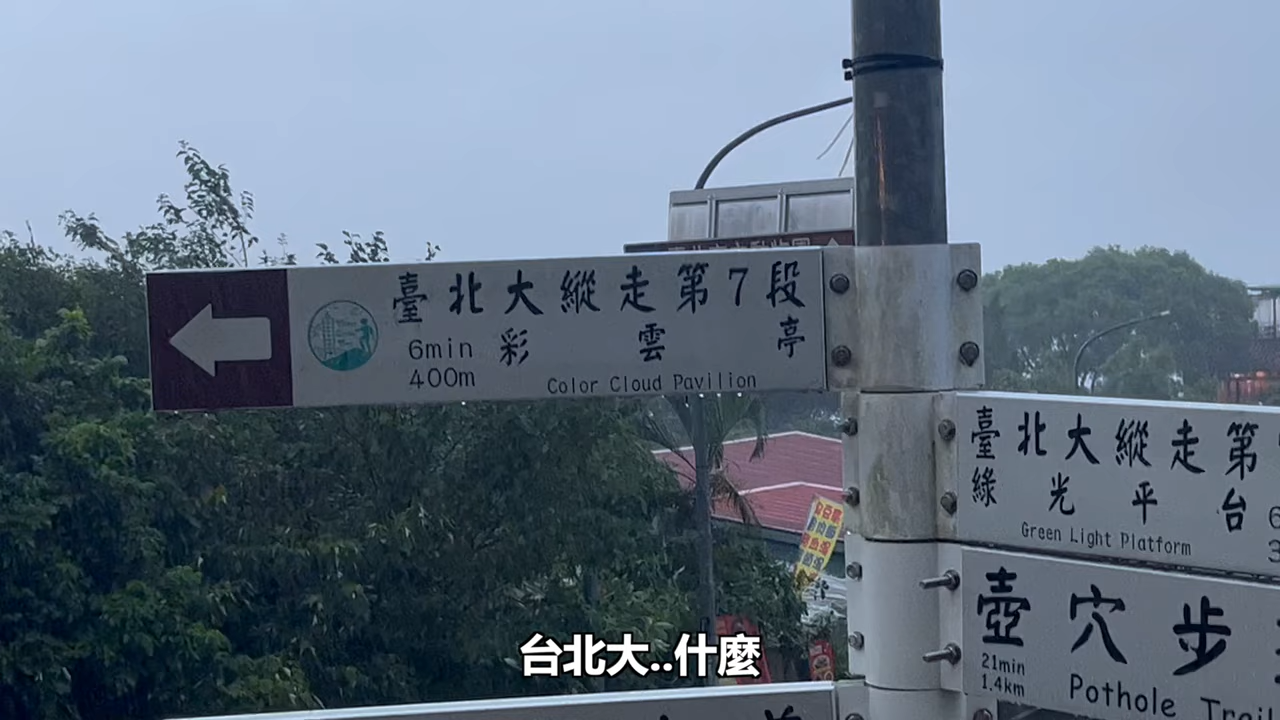 臺北大縱走第7段
6min 彩雲亭
400m Color Cloud Pavilion
臺北大縱走第
綠光平台
Green Light Platform
壺穴步
21min
1.4km Pothole Trail
台北大..什麼